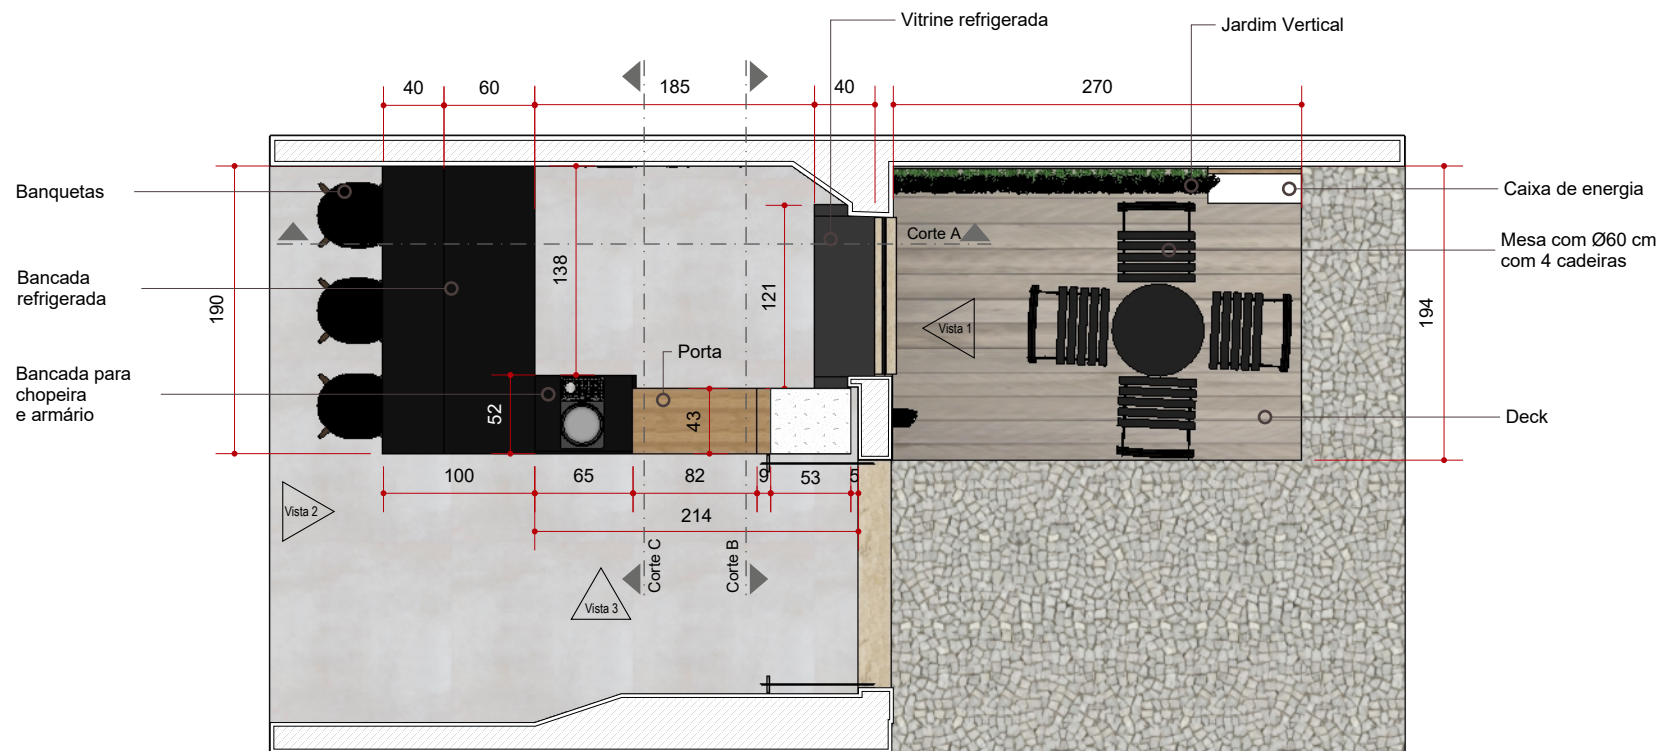 Vitrine refrigerada
Jardim Vertical
40
60
185
40
270
Banquetas
Caixa de energia
Corte A
Mesa com Ø60 cm
com 4 cadeiras
Bancada
refrigerada
138
121
190
194
Vista 1
Porta
Bancada para
chopeira
e armário
52
43
Deck
100
65
82
9
53
5
Vista 2
214
Corte C
Corte B
Vista 3